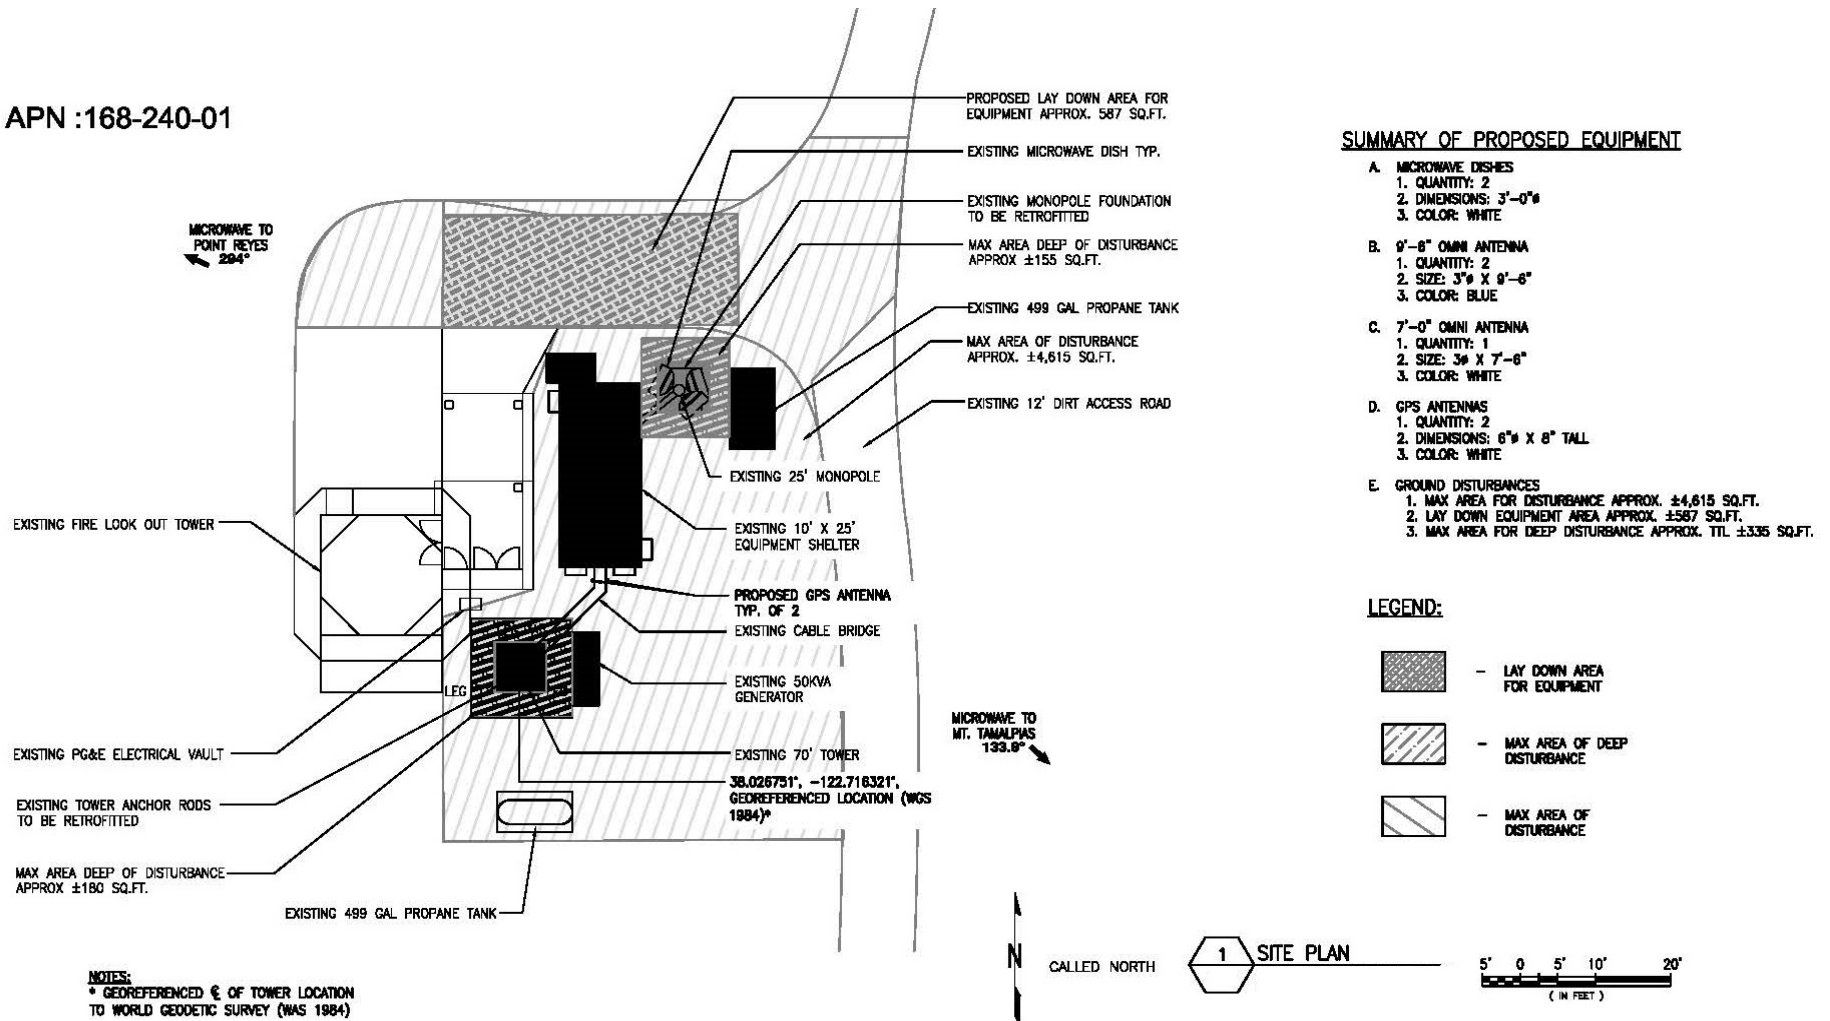 APN :168-240-01
MICROWAVE TO
POINT REYES
294°
PROPOSED LAY DOWN AREA FOR
EQUIPMENT APPROX. 587 SQ.FT.
EXISTING MICROWAVE DISH TYP.
EXISTING MONOPOLE FOUNDATION
TO BE RETROFITTED
MAX AREA DEEP OF DISTURBANCE
APPROX ±155 SQ.FT.
EXISTING 499 GAL PROPANE TANK
MAX AREA OF DISTURBANCE
APPROX. ±4,615 SQ.FT.
EXISTING 12' DIRT ACCESS ROAD
EXISTING 25' MONOPOLE
EXISTING 10' X 25'
EQUIPMENT SHELTER
PROPOSED GPS ANTENNA
TYP. OF 2
EXISTING CABLE BRIDGE
EXISTING 50KVA
GENERATOR
EXISTING 70' TOWER
38.026751°, -122.716321°,
GEOREFERENCED LOCATION (WGS
1984)*
MICROWAVE TO
MT. TAMALPIAS
133.9°
EXISTING FIRE LOOK OUT TOWER
LEG
EXISTING PG&E ELECTRICAL VAULT
EXISTING TOWER ANCHOR RODS
TO BE RETROFITTED
MAX AREA DEEP OF DISTURBANCE
APPROX ±180 SQ.FT.
EXISTING 499 GAL PROPANE TANK
NOTES:
* GEOREFERENCED ℄ OF TOWER LOCATION
TO WORLD GEODETIC SURVEY (WAS 1984)
SUMMARY OF PROPOSED EQUIPMENT
A. MICROWAVE DISHES
1. QUANTITY: 2
2. DIMENSIONS: 3'-0"ø
3. COLOR: WHITE
B. 9'-6" OMNI ANTENNA
1. QUANTITY: 2
2. SIZE: 3"ø X 9'-6"
3. COLOR: BLUE
C. 7'-0" OMNI ANTENNA
1. QUANTITY: 1
2. SIZE: 3ø X 7'-6"
3. COLOR: WHITE
D. GPS ANTENNAS
1. QUANTITY: 2
2. DIMENSIONS: 6"ø X 8" TALL
3. COLOR: WHITE
E. GROUND DISTURBANCES
1. MAX AREA FOR DISTURBANCE APPROX. ±4,615 SQ.FT.
2. LAY DOWN EQUIPMENT AREA APPROX. ±587 SQ.FT.
3. MAX AREA FOR DEEP DISTURBANCE APPROX. TTL ±335 SQ.FT.
LEGEND:
- LAY DOWN AREA
FOR EQUIPMENT
- MAX AREA OF DEEP
DISTURBANCE
- MAX AREA OF
DISTURBANCE
N
CALLED NORTH
1 SITE PLAN
5' 0 5' 10' 20'
( IN FEET )